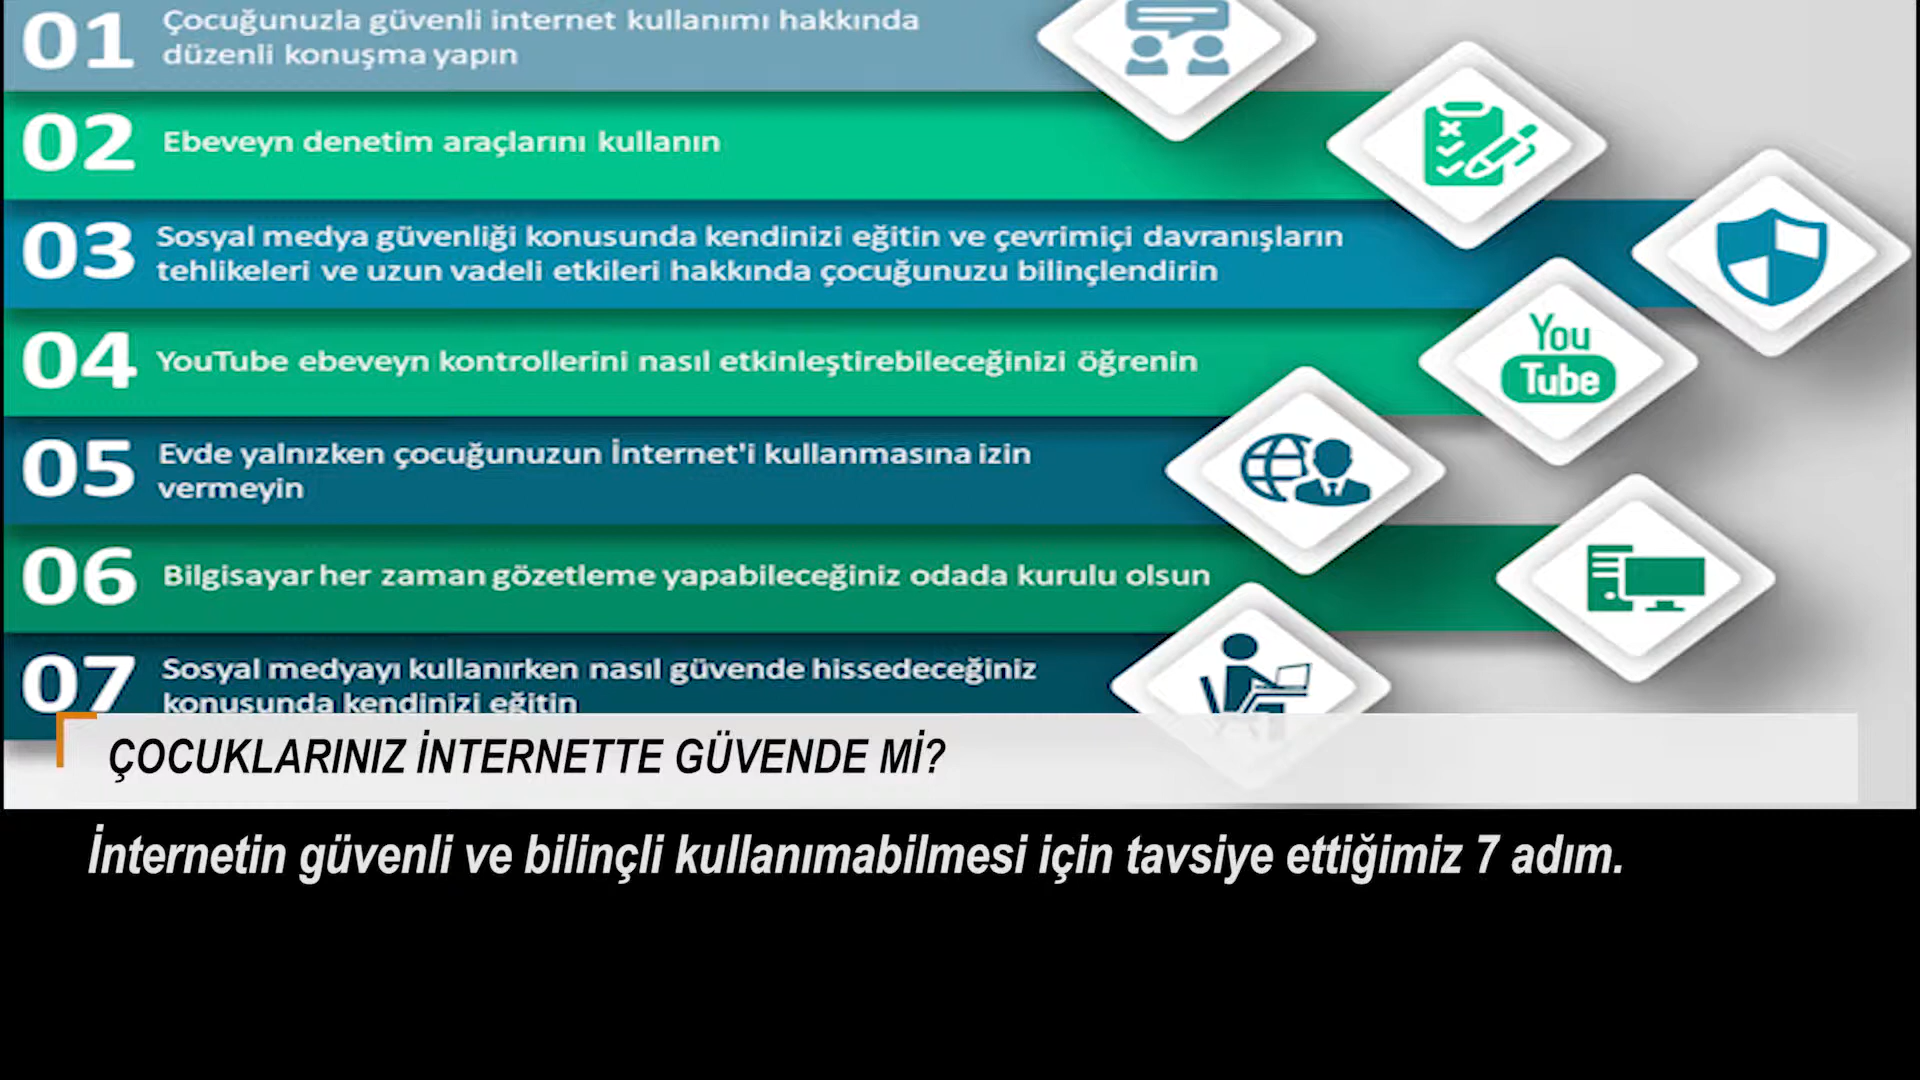 01 Çocuğunuzla güvenli internet kullanımı hakkında
düzenli konuşma yapın
02 Ebeveyn denetim araçlarını kullanın
03 Sosyal medya güvenliği konusunda kendinizi eğitin ve çevrimiçi davranışların
tehlikeleri ve uzun vadeli etkileri hakkında çocuğunuzu bilinçlendirin
04 YouTube ebeveyn kontrollerini nasıl etkinleştirebileceğinizi öğrenin
You
Tube
05 Evde yalnızken çocuğunuzun İnternet'i kullanmasına izin
vermeyin
06 Bilgisayar her zaman gözetleme yapabileceğiniz odada kurulu olsun
07 Sosyal medyayı kullanırken nasıl güvende hissedeceğiniz
konusunda kendinizi eğitin
ÇOCUKLARINIZ İNTERNETTE GÜVENDE Mİ?
İnternetin güvenli ve bilinçli kullanımabilmesi için tavsiye ettiğimiz 7 adım.